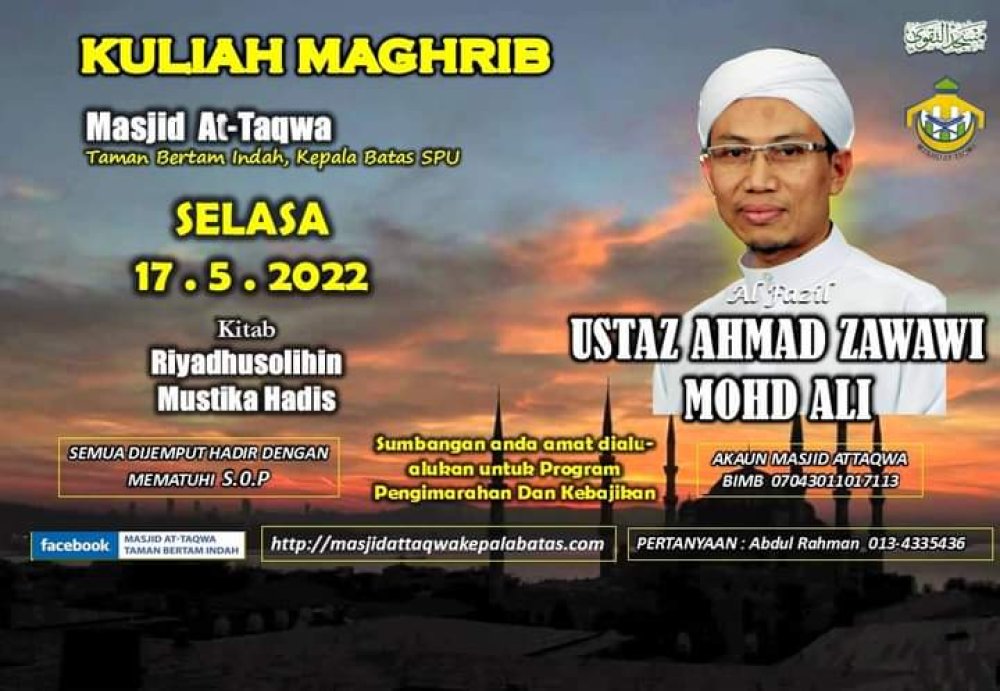 KULIAH MAGHRIB
Masjid At-Taqwa
Taman Bertam Indah, Kepala Batas SPU
SELASA
17 . 5 . 2022
Kitab
Riyadhusolihin
Mustika Hadis
مسجد التقوى
Al Fazil
USTAZ AHMAD ZAWAWI
MOHD ALI
SEMUA DIJEMPUT HADIR DENGAN
MEMATUHI S.O.P
Sumbangan anda amat dialu-
alukan untuk Program
Pengimarahan Dan Kebajikan
AKAUN MASJID ATTAQWA
BIMB 07043011017113
facebook
MASJID AT-TAQWA
TAMAN BERTAM INDAH
http://masjidattaqwakepalabatas.com
PERTANYAAN : Abdul Rahman 013-4335436